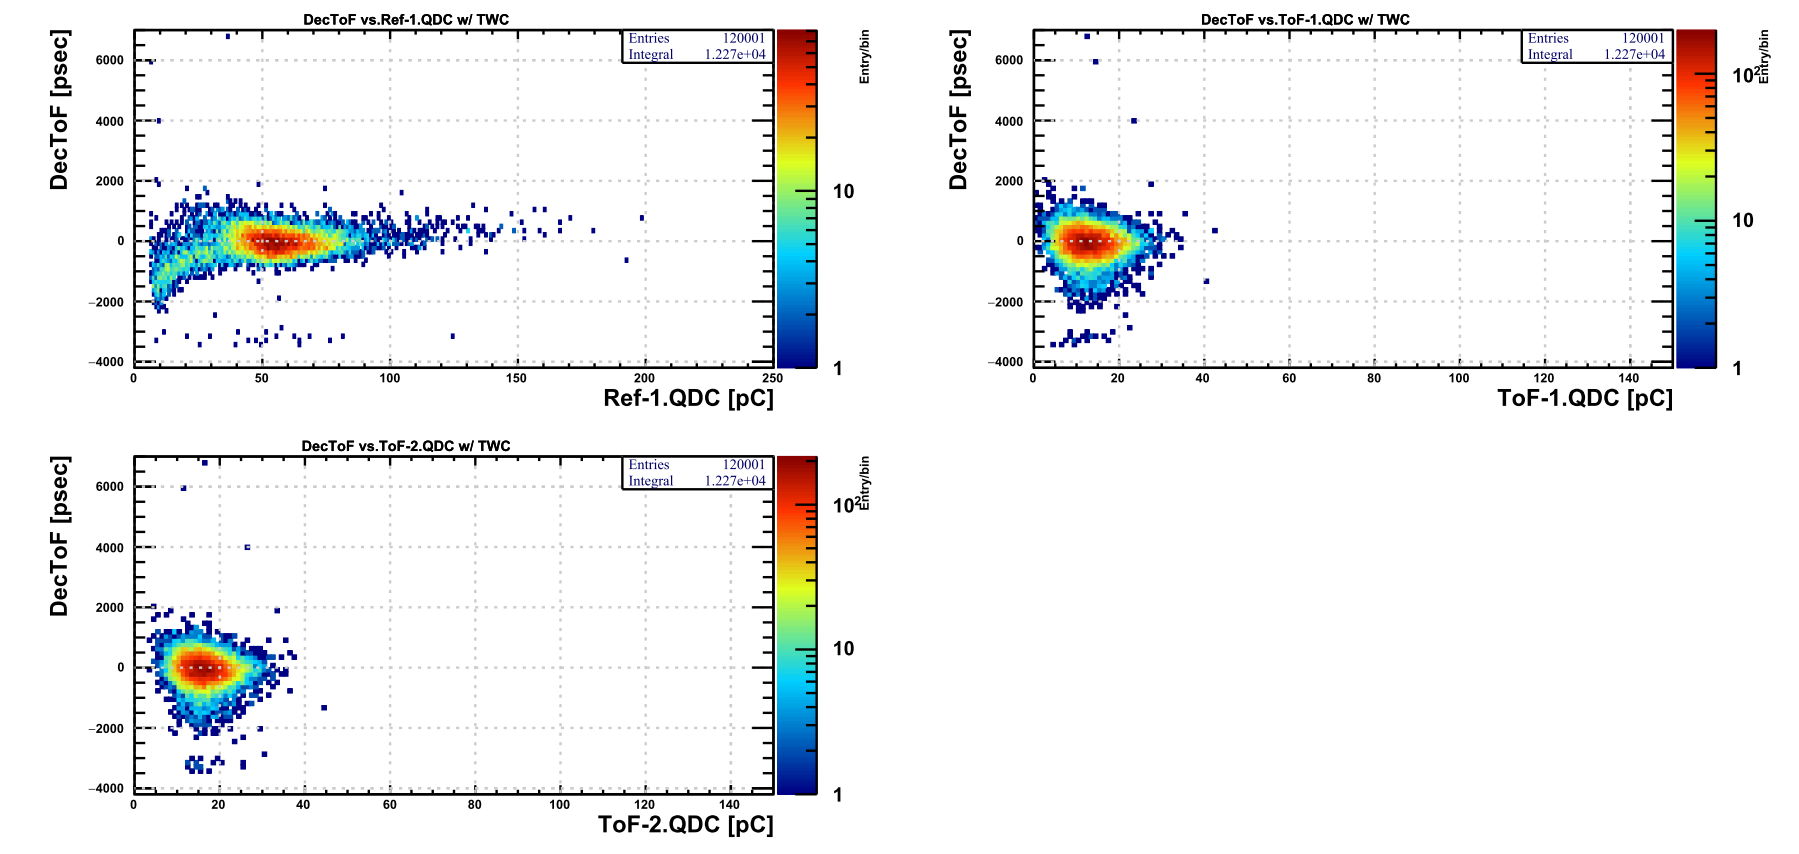 DecToF vs.Ref-1.QDC w/ TWC
Entries 120001
Integral 1.227e+04
DecToF [psec]
6000
4000
2000
0
−2000
−4000
0 50 100 150 200 250
Ref-1.QDC [pC]
Entry/bin
10
1
DecToF vs.ToF-1.QDC w/ TWC
Entries 120001
Integral 1.227e+04
DecToF [psec]
6000
4000
2000
0
−2000
−4000
0 20 40 60 80 100 120 140
ToF-1.QDC [pC]
Entry/bin
10²
10
1
DecToF vs.ToF-2.QDC w/ TWC
Entries 120001
Integral 1.227e+04
DecToF [psec]
6000
4000
2000
0
−2000
−4000
0 20 40 60 80 100 120 140
ToF-2.QDC [pC]
Entry/bin
10²
10
1